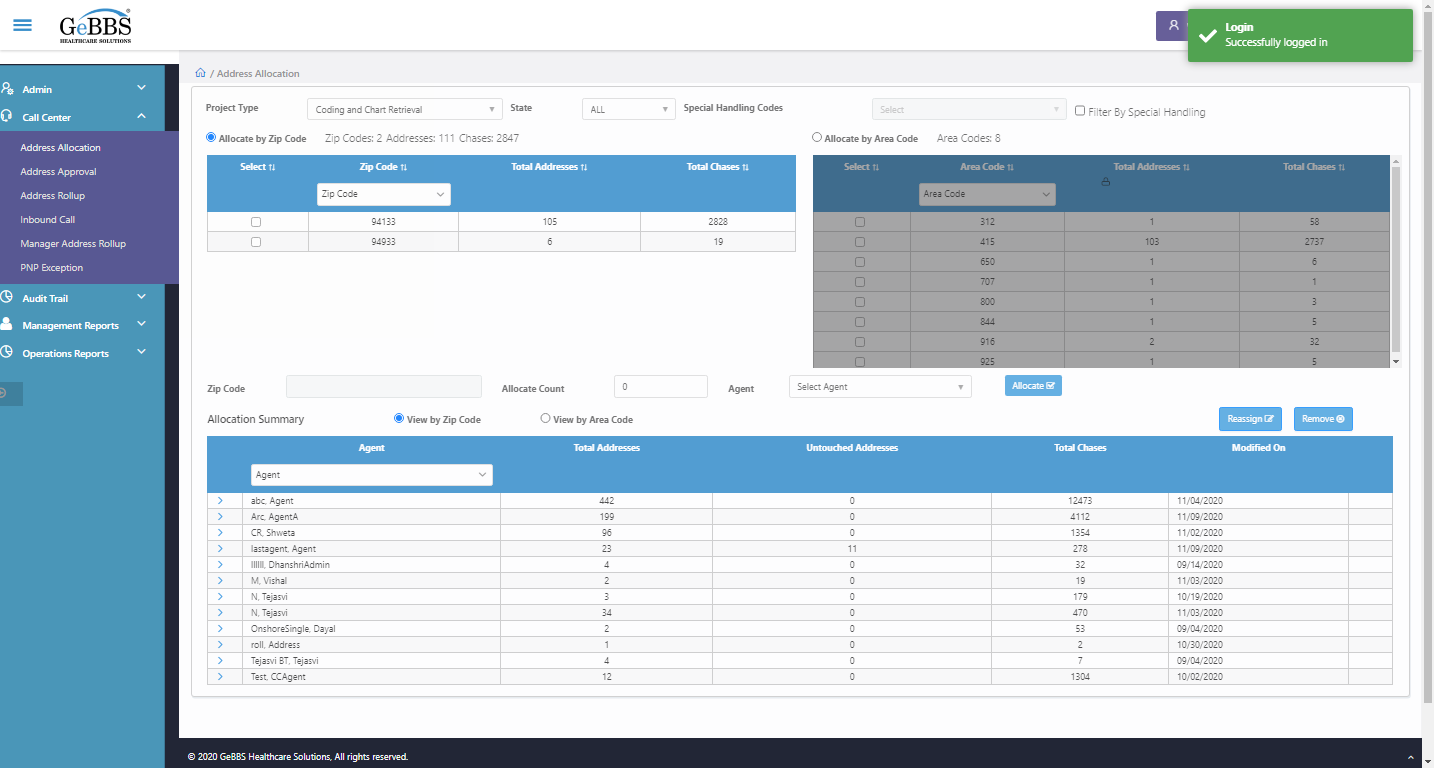 GeBBS
HEALTHCARE SOLUTIONS
Login
Successfully logged in
/ Address Allocation
Admin
Call Center
Address Allocation
Address Approval
Address Rollup
Inbound Call
Manager Address Rollup
PNP Exception
Audit Trail
Management Reports
Operations Reports
Project Type Coding and Chart Retrieval State ALL Special Handling Codes Select Filter By Special Handling
Allocate by Zip Code Zip Codes: 2 Addresses: 111 Chases: 2847
Select Zip Code Total Addresses Total Chases
Zip Code
94133 105 2828
94933 6 19
Allocate by Area Code Area Codes: 8
Select Area Code Total Addresses Total Chases
Area Code
312 1 58
415 103 2737
650 1 6
707 1 1
800 1 3
844 1 5
916 2 32
925 1 5
Zip Code Allocate Count 0 Agent Select Agent Allocate
Allocation Summary View by Zip Code View by Area Code Reassign Remove
Agent Total Addresses Untouched Addresses Total Chases Modified On
Agent
abc, Agent 442 0 12473 11/04/2020
Arc, AgentA 199 0 4112 11/09/2020
CR, Shweta 96 0 1354 11/02/2020
lastagent, Agent 23 11 278 11/09/2020
DhanshriAdmin 4 0 32 09/14/2020
M, Vishal 2 0 19 11/03/2020
N, Tejasvi 3 0 179 10/19/2020
N, Tejasvi 34 0 470 11/03/2020
OnshoreSingle, Dayal 2 0 53 09/04/2020
roll, Address 1 0 2 10/30/2020
Tejasvi BT, Tejasvi 4 0 7 09/04/2020
Test, CCAgent 12 0 1304 10/02/2020
© 2020 GeBBS Healthcare Solutions, All rights reserved.